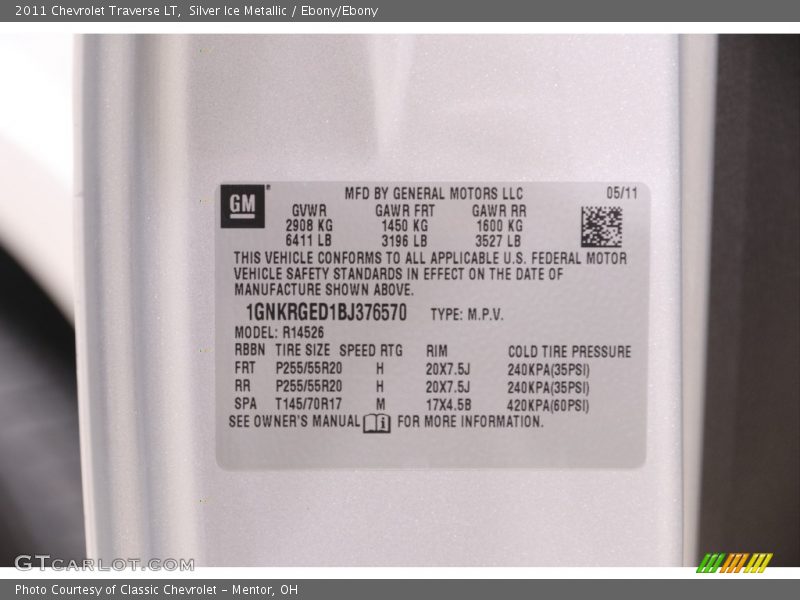 2011 Chevrolet Traverse LT, Silver Ice Metallic / Ebony/Ebony
GM
MFD BY GENERAL MOTORS LLC 05/11
GVWR GAWR FRT GAWR RR
2908 KG 1450 KG 1600 KG
6411 LB 3196 LB 3527 LB
THIS VEHICLE CONFORMS TO ALL APPLICABLE U.S. FEDERAL MOTOR
VEHICLE SAFETY STANDARDS IN EFFECT ON THE DATE OF
MANUFACTURE SHOWN ABOVE.
1GNKRGED1BJ376570 TYPE: M.P.V.
MODEL: R14526
RBBN TIRE SIZE SPEED RTG RIM COLD TIRE PRESSURE
FRT P255/55R20 H 20X7.5J 240KPA(35PSI)
RR P255/55R20 H 20X7.5J 240KPA(35PSI)
SPA T145/70R17 M 17X4.5B 420KPA(60PSI)
SEE OWNER'S MANUAL i FOR MORE INFORMATION.
GTcarlot.com
Photo Courtesy of Classic Chevrolet - Mentor, OH